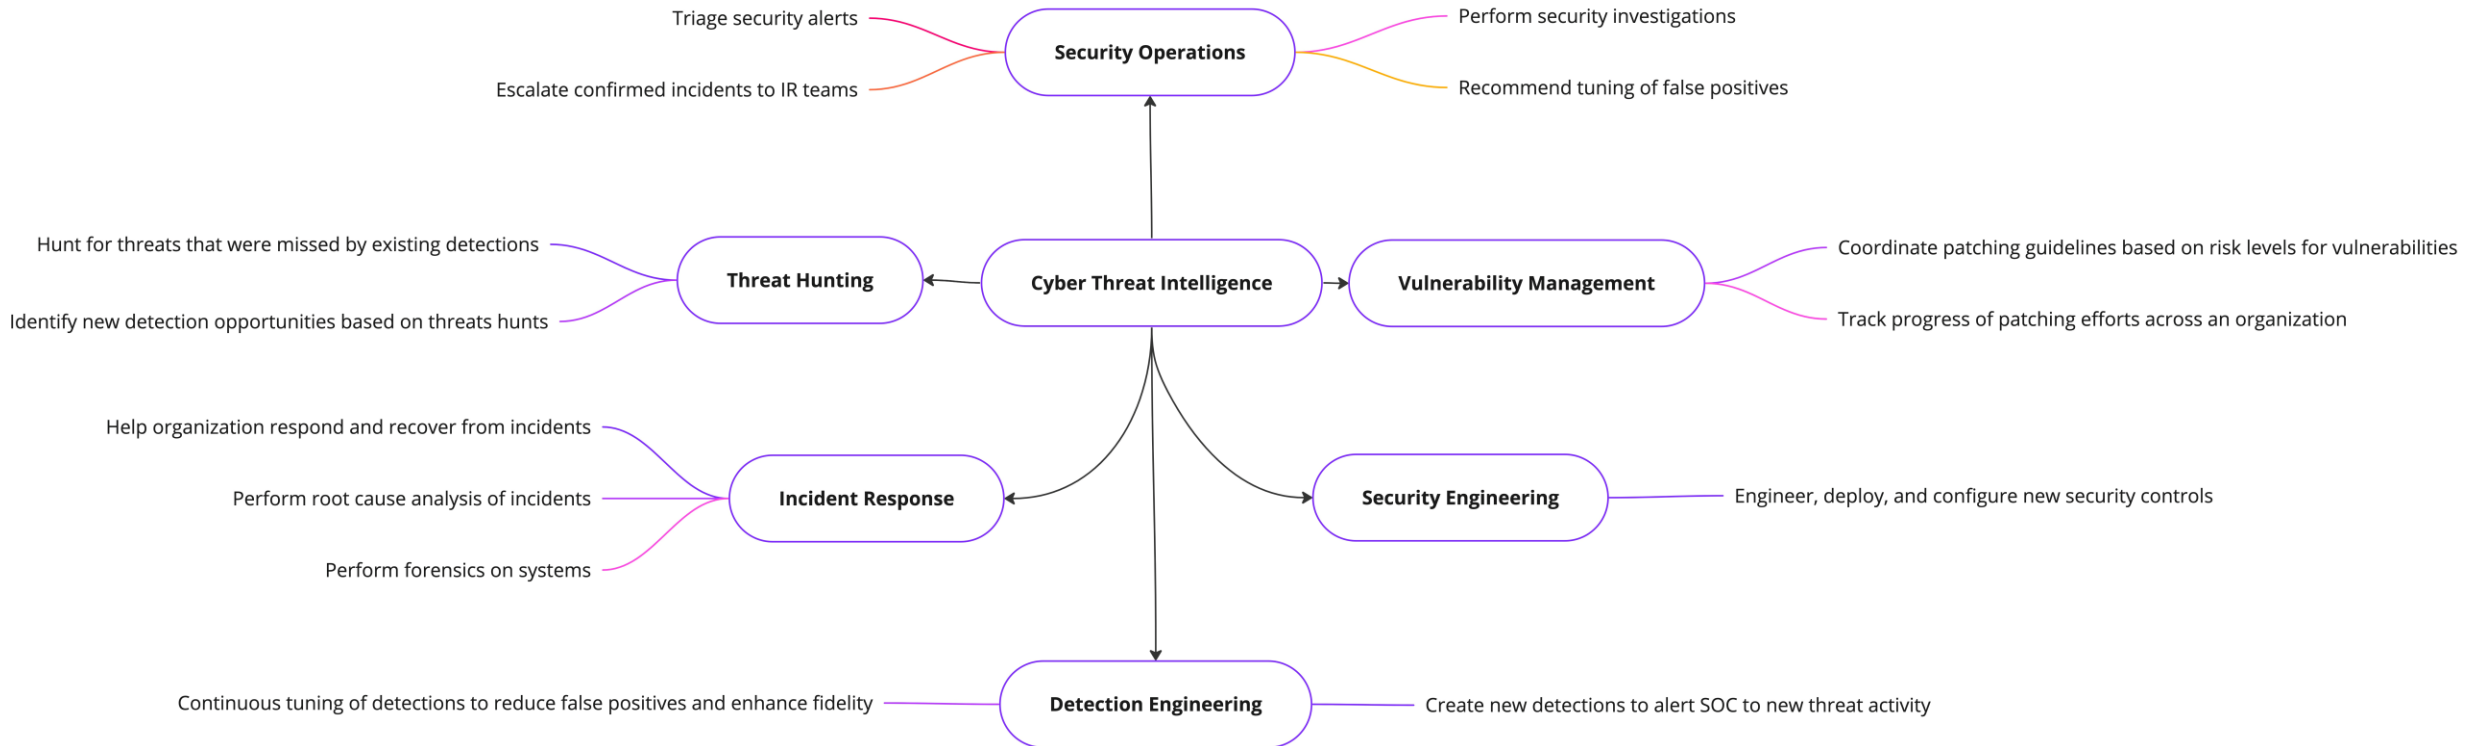 Triage security alerts
Escalate confirmed incidents to IR teams
Security Operations
Perform security investigations
Recommend tuning of false positives
Hunt for threats that were missed by existing detections
Identify new detection opportunities based on threats hunts
Threat Hunting
Cyber Threat Intelligence
Vulnerability Management
Coordinate patching guidelines based on risk levels for vulnerabilities
Track progress of patching efforts across an organization
Help organization respond and recover from incidents
Perform root cause analysis of incidents
Perform forensics on systems
Incident Response
Security Engineering
Engineer, deploy, and configure new security controls
Continuous tuning of detections to reduce false positives and enhance fidelity
Detection Engineering
Create new detections to alert SOC to new threat activity